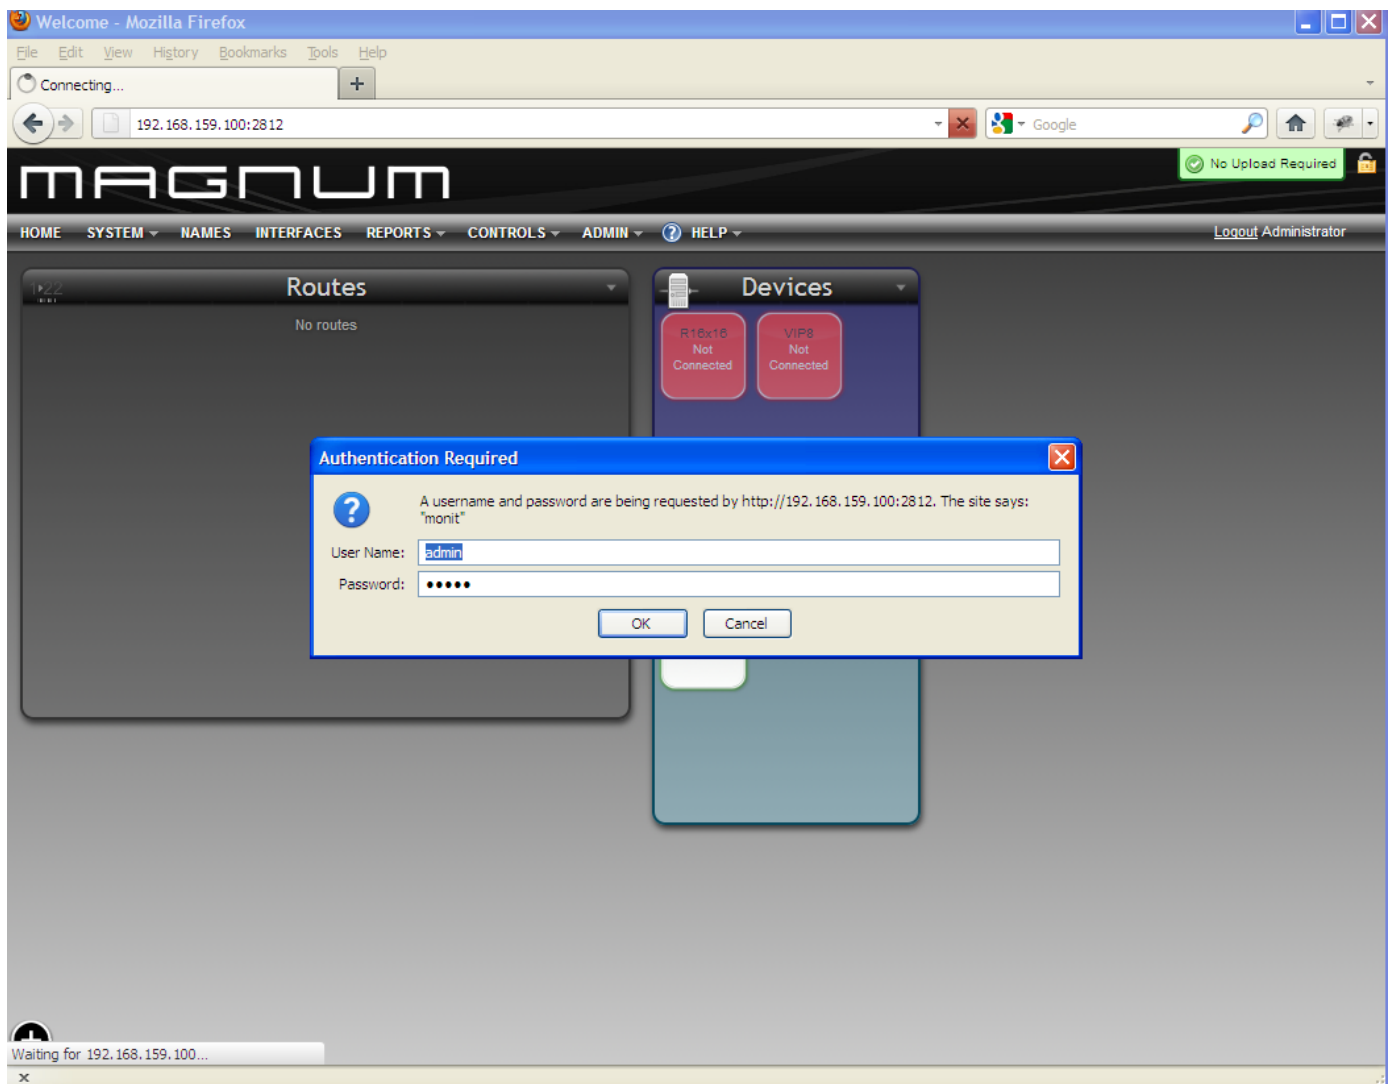 Welcome - Mozilla Firefox
File Edit View History Bookmarks Tools Help
Connecting...
192.168.159.100:2812
Google
MAGNUM
No Upload Required
HOME SYSTEM NAMES INTERFACES REPORTS CONTROLS ADMIN HELP
Logout Administrator
1 22
Routes
Devices
No routes
R16x16
Not
Connected
VIP8
Not
Connected
Authentication Required
A username and password are being requested by http://192.168.159.100:2812. The site says:
"monit"
User Name: admin
Password: •••••
OK Cancel
Waiting for 192.168.159.100...
x